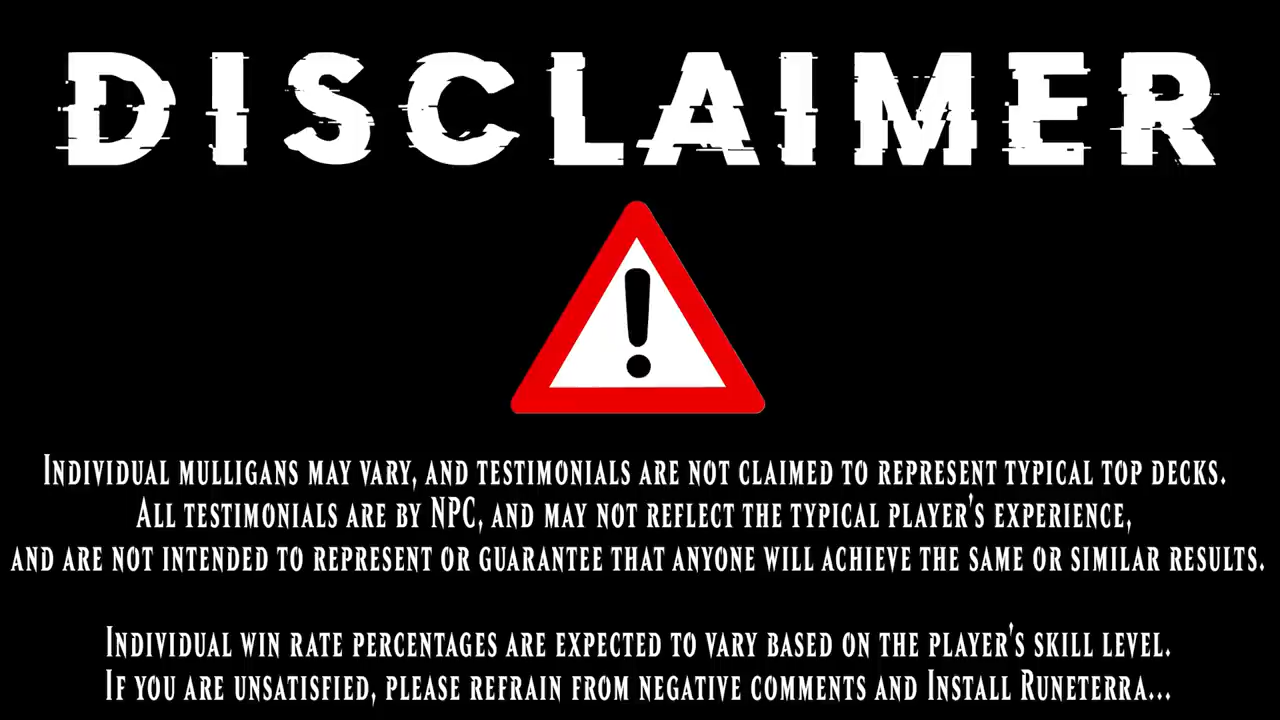 DISCLAIMER
Individual mulligans may vary, and testimonials are not claimed to represent typical top decks.
All testimonials are by NPC, and may not reflect the typical player's experience,
and are not intended to represent or guarantee that anyone will achieve the same or similar results.
Individual win rate percentages are expected to vary based on the player's skill level.
If you are unsatisfied, please refrain from negative comments and Install Runeterra...